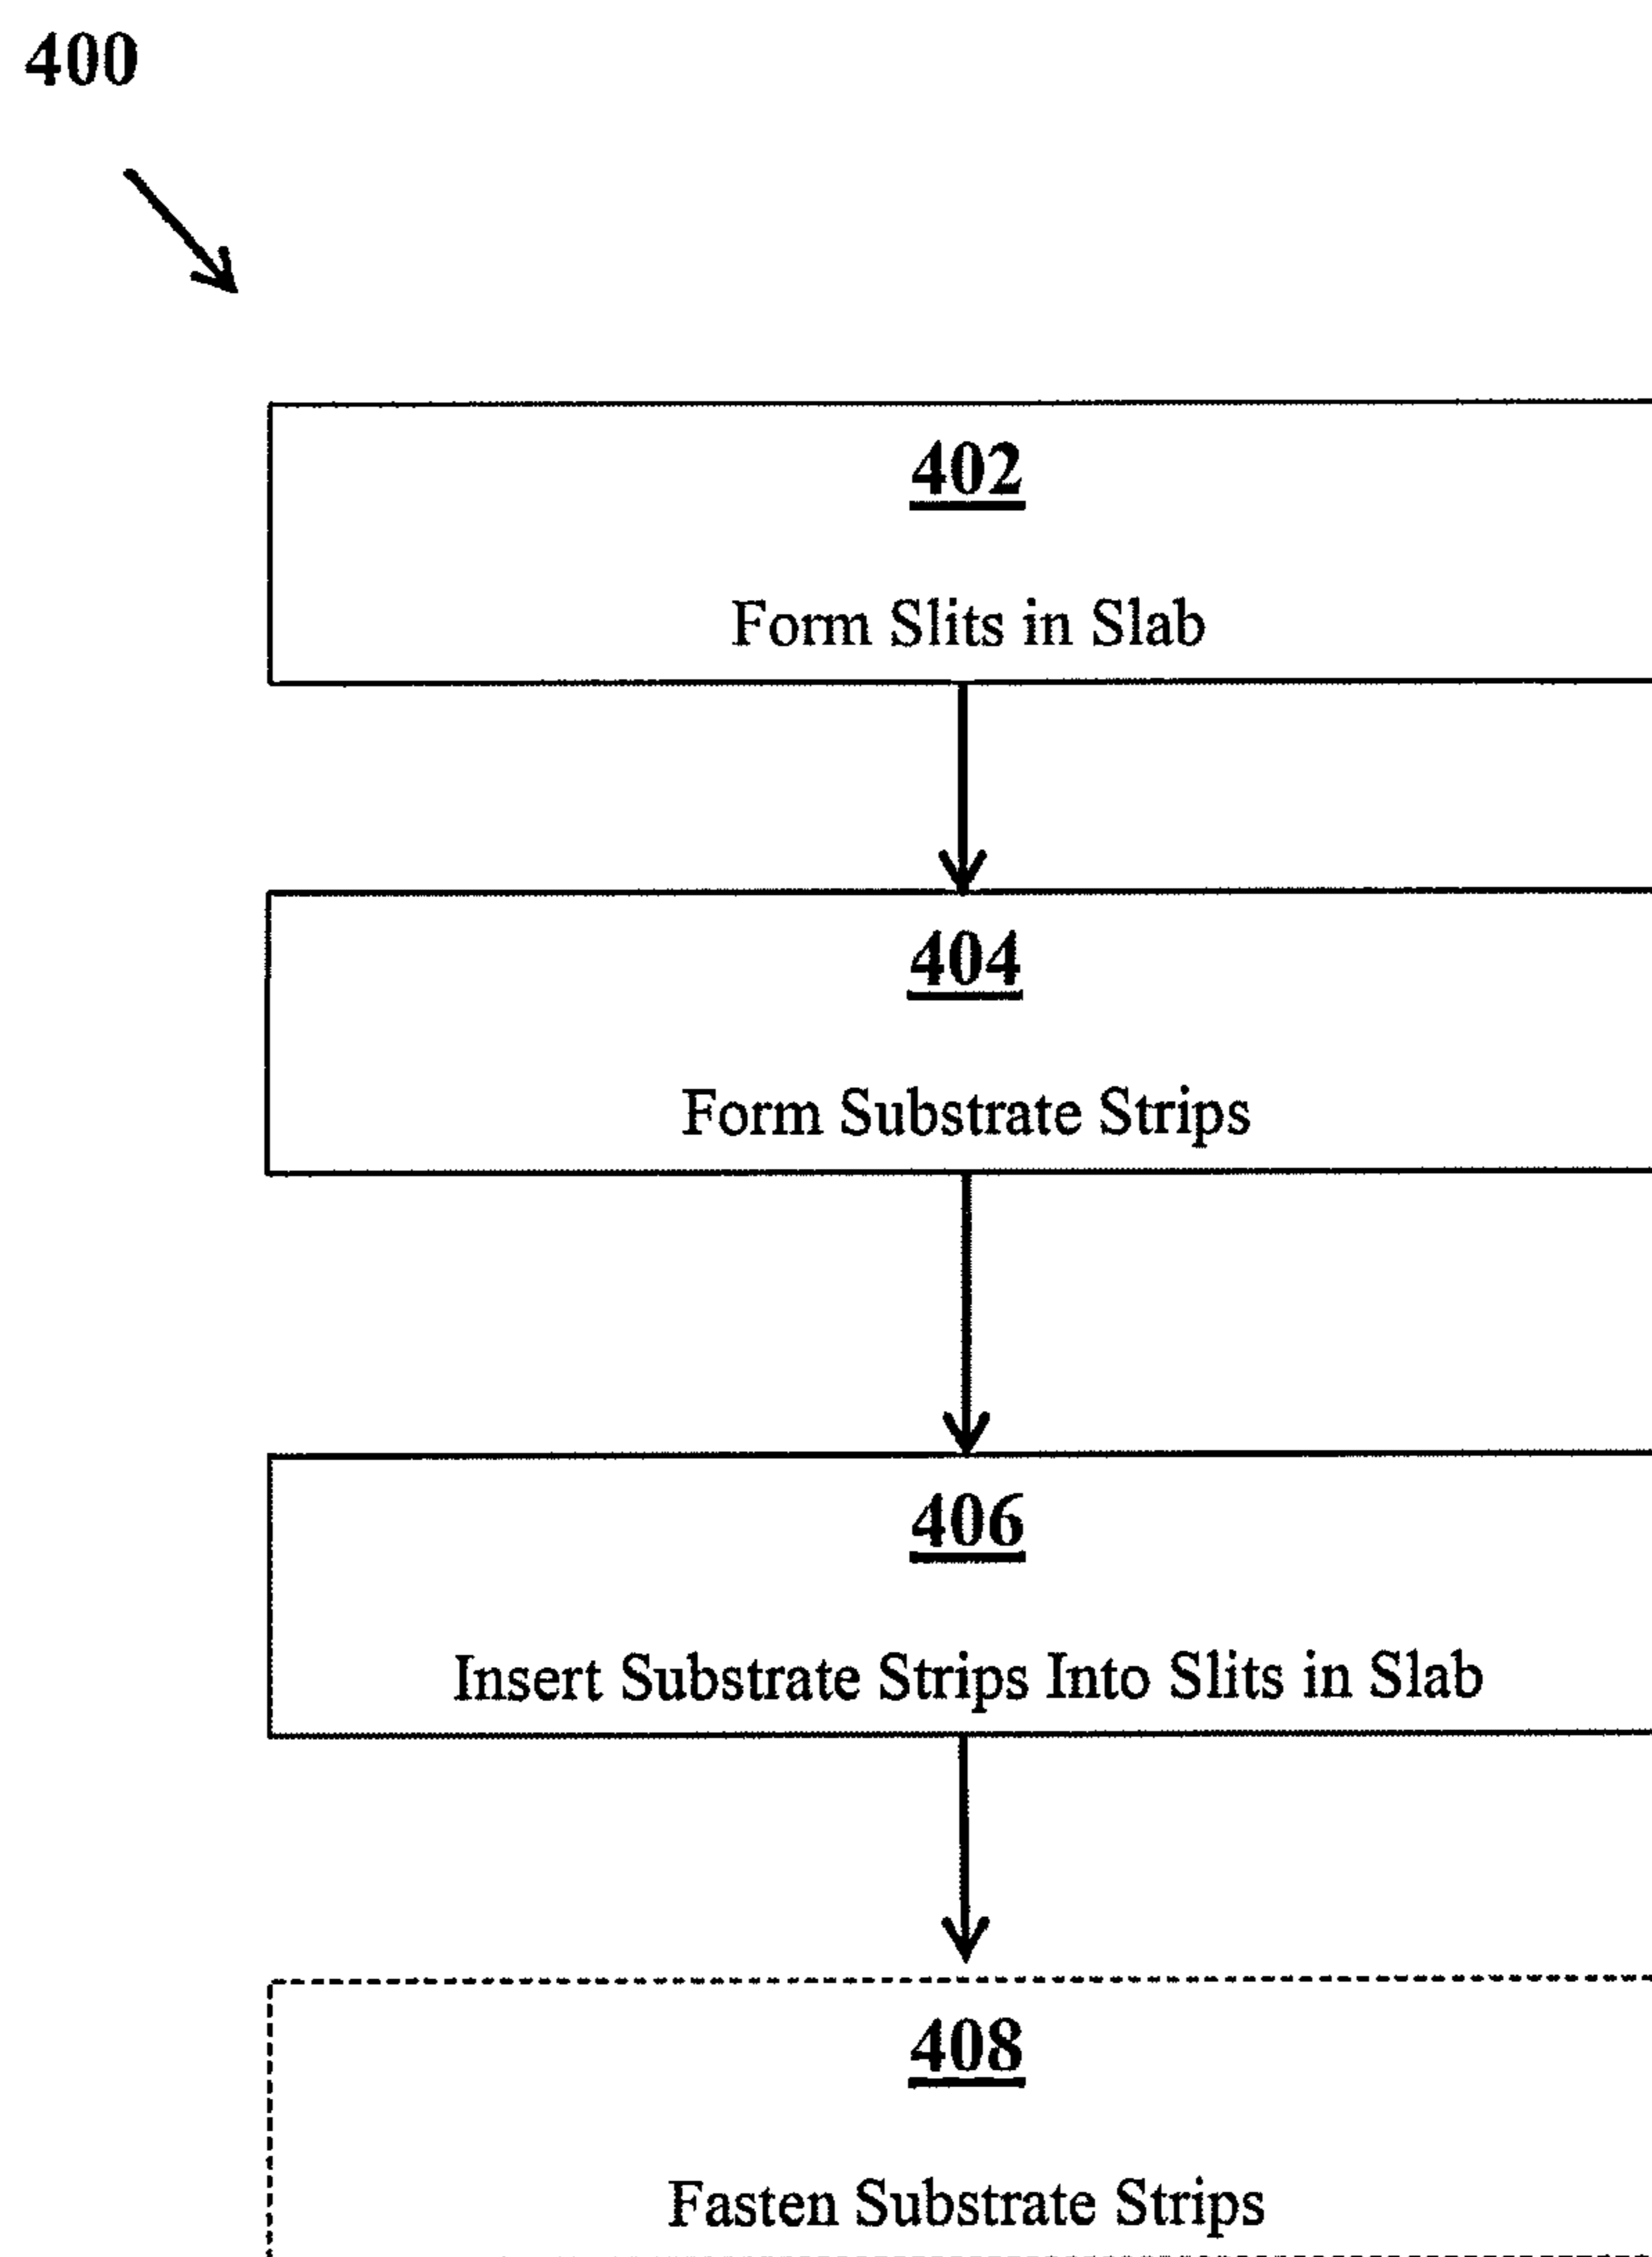 400
402
Form Slits in Slab
404
Form Substrate Strips
406
Insert Substrate Strips Into Slits in Slab
408
Fasten Substrate Strips